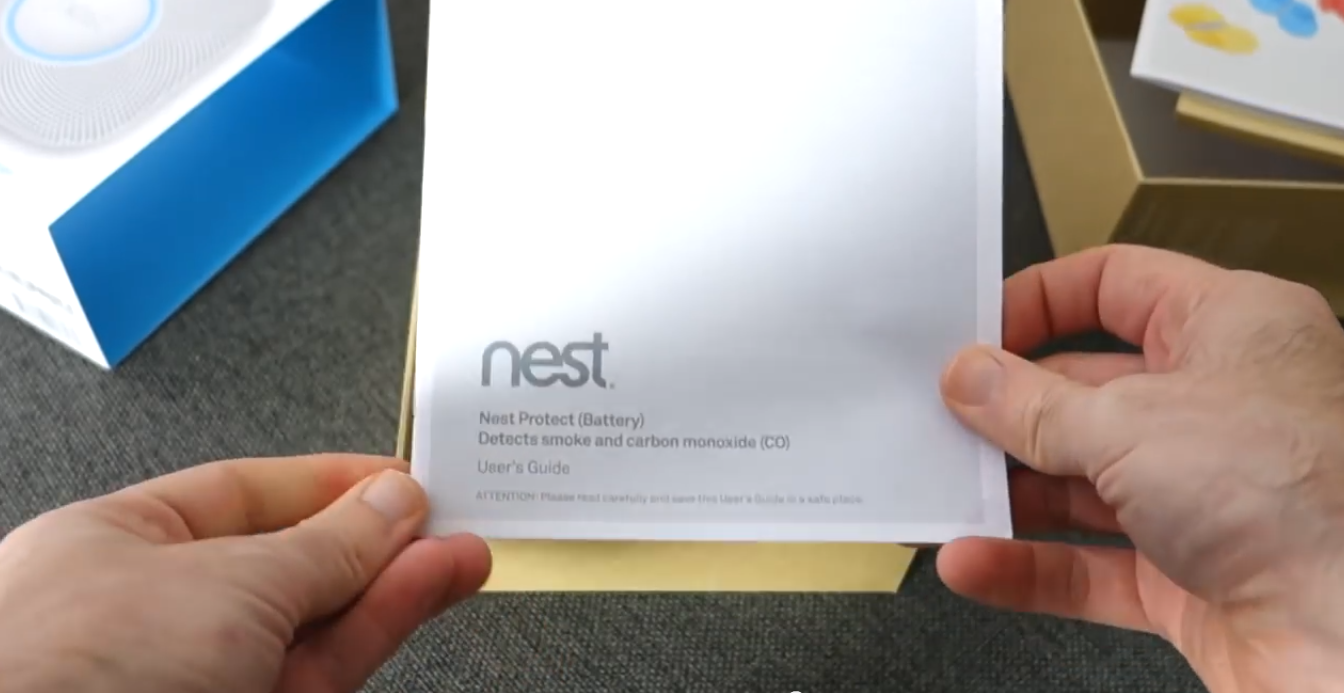 nest.
Nest Protect (Battery)
Detects smoke and carbon monoxide (CO)
User's Guide
ATTENTION: Please read carefully and save this User's Guide in a safe place.